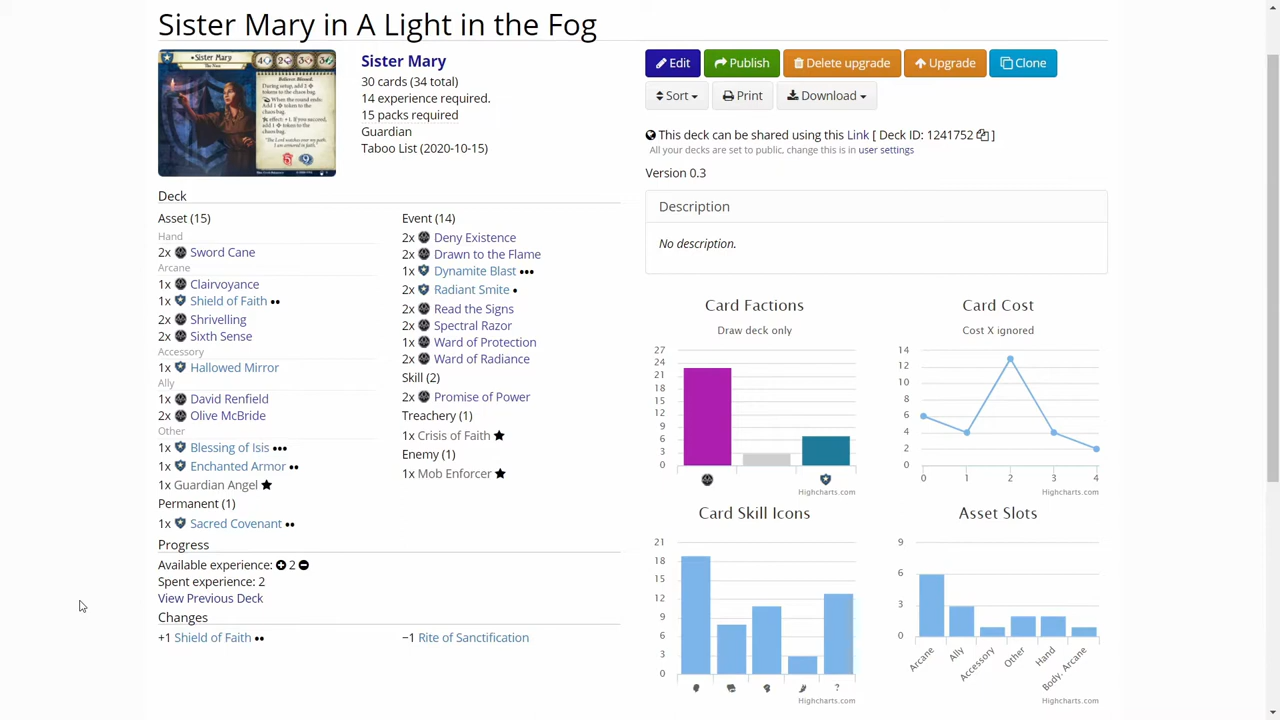 Sister Mary in A Light in the Fog
Sister Mary
Sister Mary
30 cards (34 total)
14 experience required.
15 packs required
Guardian
Taboo List (2020-10-15)
Edit
Publish
Delete upgrade
Upgrade
Clone
Sort
Print
Download
This deck can be shared using this Link [ Deck ID: 1241752 ]
All your decks are set to public, change this is in user settings
Version 0.3
Description
No description.
Deck
Asset (15)
Hand
2x Sword Cane
Arcane
1x Clairvoyance
1x Shield of Faith ••
2x Shrivelling
2x Sixth Sense
Accessory
1x Hallowed Mirror
Ally
1x David Renfield
2x Olive McBride
Other
1x Blessing of Isis •••
1x Enchanted Armor ••
1x Guardian Angel ★
Permanent (1)
1x Sacred Covenant ••
Event (14)
2x Deny Existence
2x Drawn to the Flame
1x Dynamite Blast •••
2x Radiant Smite •
2x Read the Signs
2x Spectral Razor
1x Ward of Protection
2x Ward of Radiance
Skill (2)
2x Promise of Power
Treachery (1)
1x Crisis of Faith ★
Enemy (1)
1x Mob Enforcer ★
Progress
Available experience: 2
Spent experience: 2
View Previous Deck
Changes
+1 Shield of Faith ••
−1 Rite of Sanctification
Card Factions
Draw deck only
27
24
21
18
15
12
9
6
3
0
Highcharts.com
Card Cost
Cost X ignored
14
12
10
8
6
4
2
0
0 1 2 3 4
Highcharts.com
Card Skill Icons
21
18
15
12
9
6
3
0
?
Highcharts.com
Asset Slots
9
6
3
0
Arcane
Ally
Accessory
Other
Hand
Body. Arcane
Highcharts.com